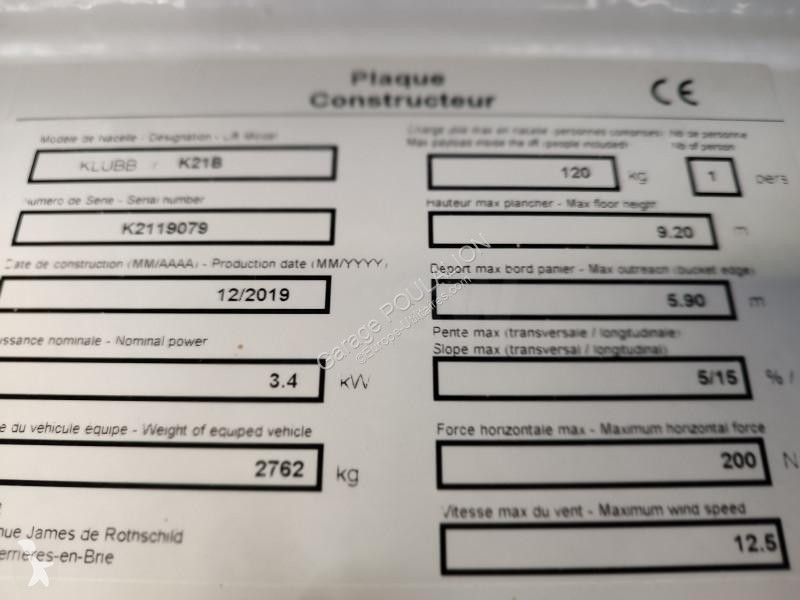 Plaque
Constructeur
CE
Modèle de Nacelle - Designation - Lift Model
KLUBB / K21B
Numero de Serie - Serial number
K2119079
Date de construction (MM/AAAA) - Production date (MM/YYYY)
12/2019
issance nominale - Nominal power
3.4 kW
e du vehicule équipe - Weight of equiped vehicle
2762 kg
nue James de Rothschild
errières-en-Brie
Charge utile max en nacelle (personnes comprises)
Max payload inside the lift (people included)
120 kg
Nb de personne
Nb of person
1 pers
Hauteur max plancher - Max floor height
9.20 m
Déport max bord panier - Max outreach (bucket edge)
5.90 m
Pente max (transversale / longitudinale)
Slope max (transversal / longitudinal)
5/15 % /
Force horizontale max - Maximum horizontal force
200 N
Vitesse max du vent - Maximum wind speed
12.5
Garage POULALION